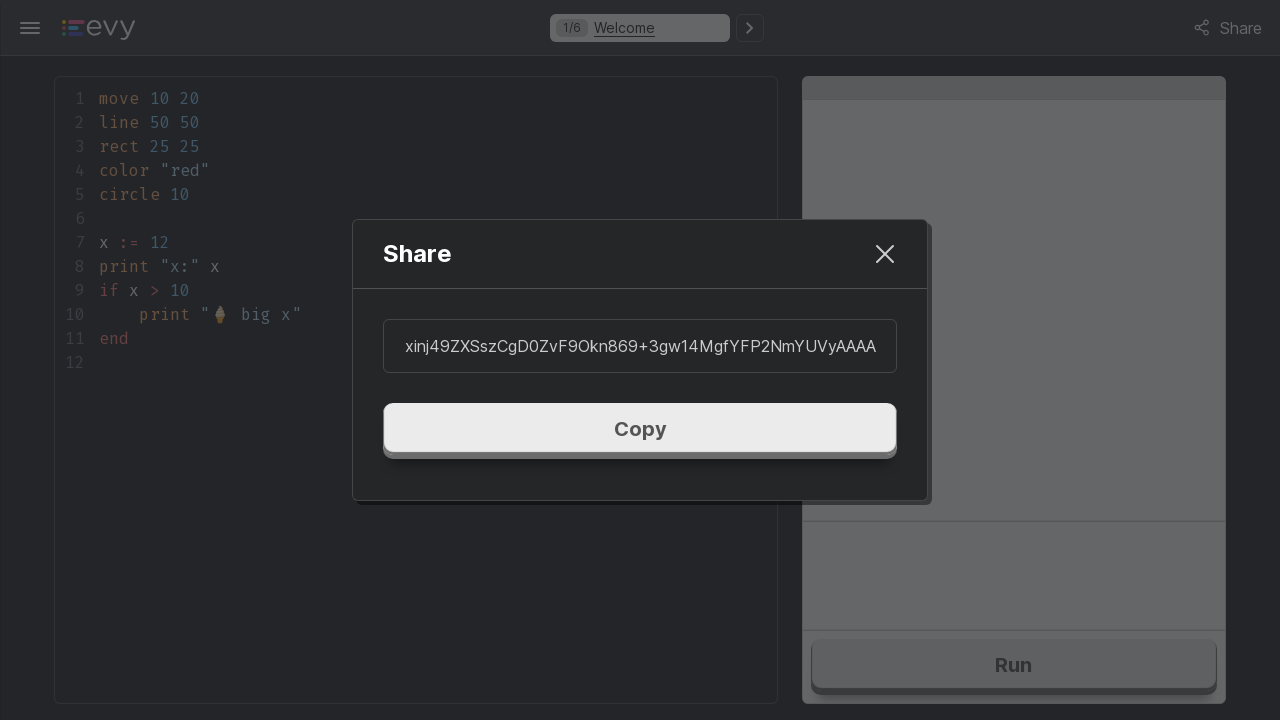 evy
1/6 Welcome
Share
1 move 10 20
2 line 50 50
3 rect 25 25
4 color "red"
5 circle 10
6
7 x := 12
8 print "x:" x
9 if x > 10
10 print "🍦 big x"
11 end
12
Share
xinj49ZXSszCgD0ZvF9Okn869+3gw14MgfYFP2NmYUVyAAAA
Copy
Run